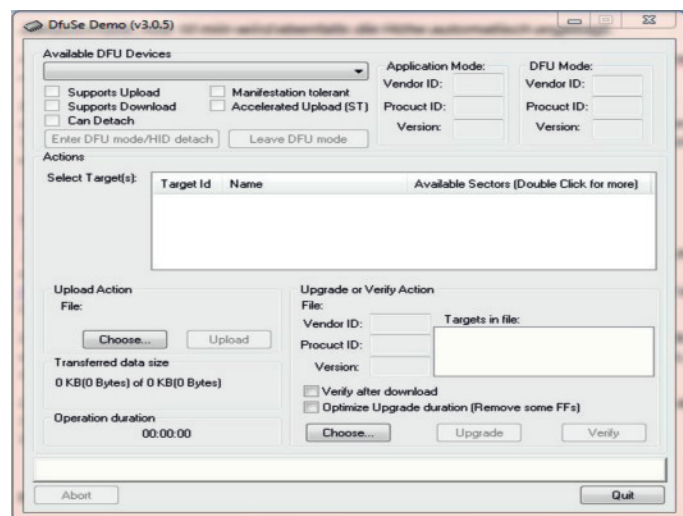 DfuSe Demo (v3.0.5)
Available DFU Devices
Supports Upload
Manifestation tolerant
Supports Download
Accelerated Upload (ST)
Can Detach
Enter DFU mode/HID detach
Leave DFU mode
Application Mode:
Vendor ID:
Procuct ID:
Version:
DFU Mode:
Vendor ID:
Procuct ID:
Version:
Actions
Select Target(s):
Target Id Name Available Sectors (Double Click for more)
Upload Action
File:
Choose... Upload
Transferred data size
0 KB(0 Bytes) of 0 KB(0 Bytes)
Operation duration
00:00:00
Upgrade or Verify Action
File:
Vendor ID:
Procuct ID:
Version:
Targets in file:
Verify after download
Optimize Upgrade duration (Remove some FFs)
Choose... Upgrade Verify
Abort Quit